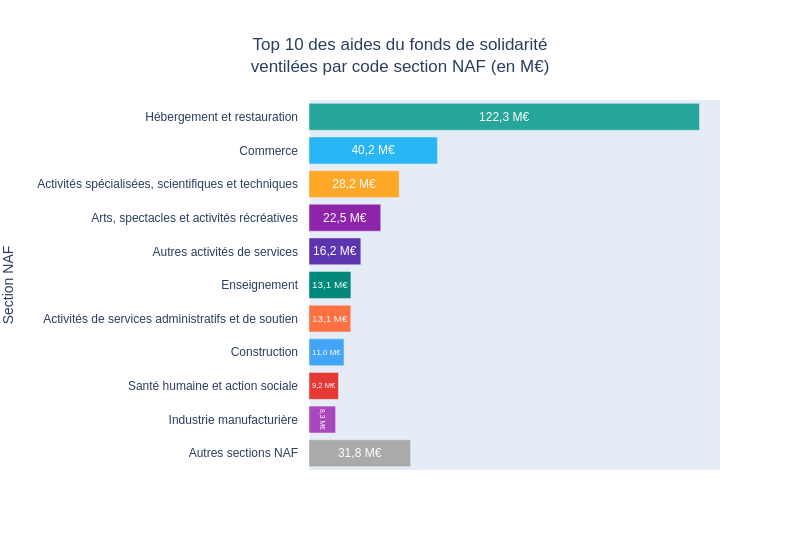 Top 10 des aides du fonds de solidarité
ventilées par code section NAF (en M€)
Section NAF
Hébergement et restauration 122,3 M€
Commerce 40,2 M€
Activités spécialisées, scientifiques et techniques 28,2 M€
Arts, spectacles et activités récréatives 22,5 M€
Autres activités de services 16,2 M€
Enseignement 13,1 M€
Activités de services administratifs et de soutien 13,1 M€
Construction 11,0 M€
Santé humaine et action sociale 9,2 M€
Industrie manufacturière 8,3 M€
Autres sections NAF 31,8 M€